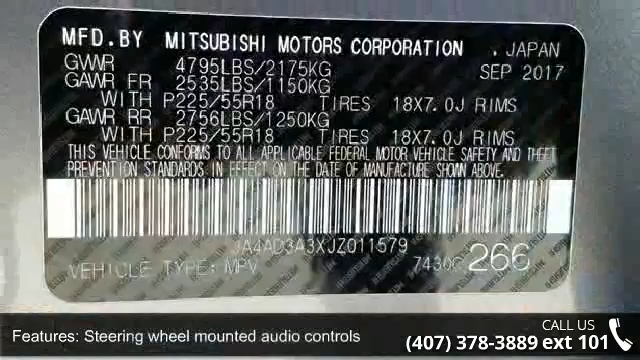 MFD.BY MITSUBISHI MOTORS CORPORATION , JAPAN
GVWR 4795LBS/2175KG SEP 2017
GAWR FR 2535LBS/1150KG
WITH P225/55R18 TIRES 18X7.0J RIMS
GAWR RR 2756LBS/1250KG
WITH P225/55R18 TIRES 18X7.0J RIMS
THIS VEHICLE CONFORMS TO ALL APPLICABLE FEDERAL MOTOR VEHICLE SAFETY AND THEFT
PREVENTION STANDARDS IN EFFECT ON THE DATE OF MANUFACTURE SHOWN ABOVE.
JA4AD3A3XJZ011579
VEHICLE TYPE: MPV 7430C 266
Features: Steering wheel mounted audio controls
CALL US
(407) 378-3889 ext 101